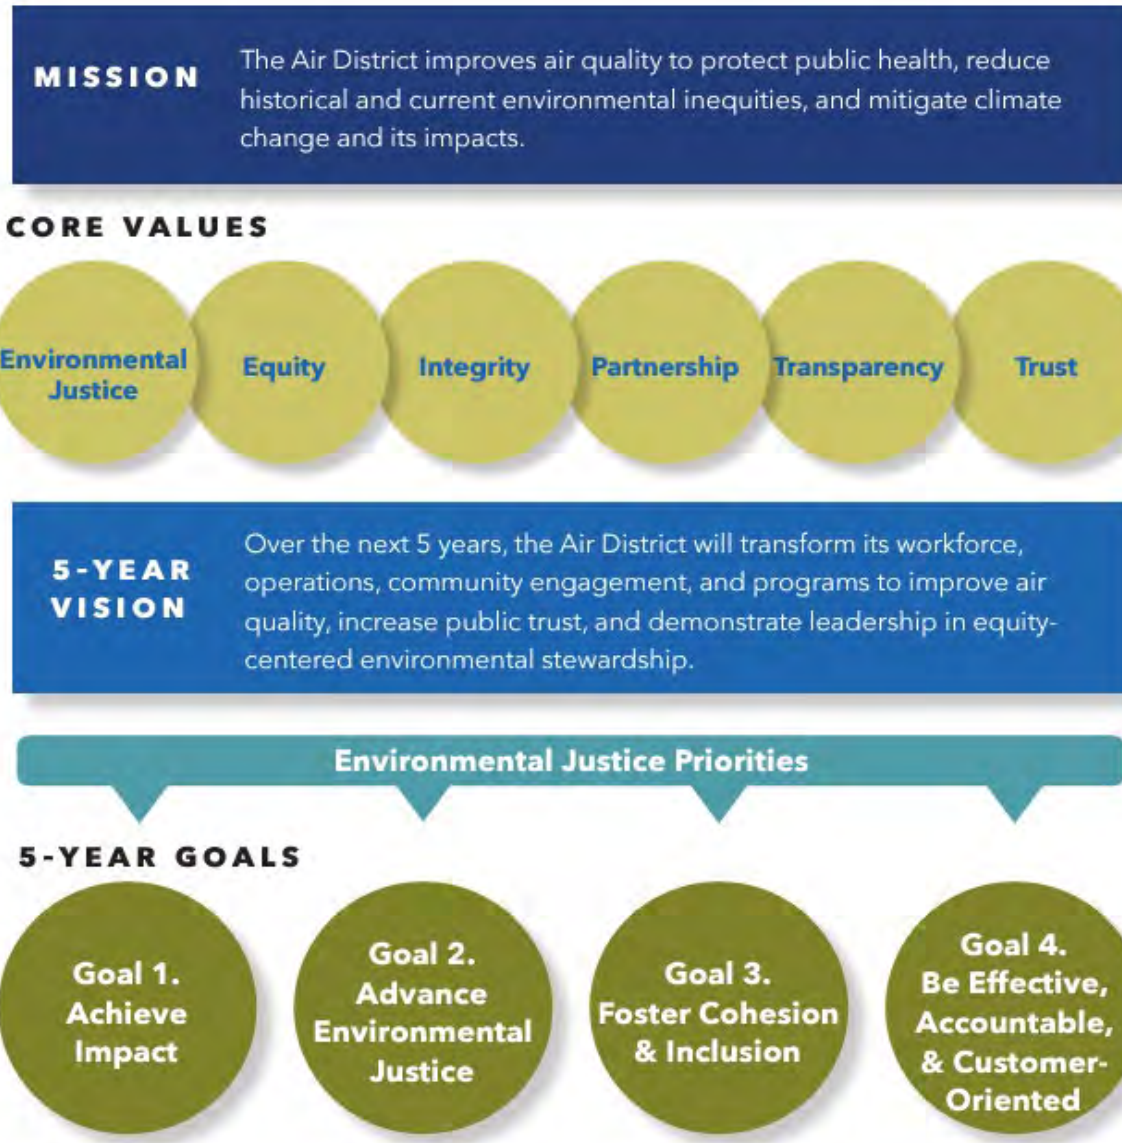 MISSION
The Air District improves air quality to protect public health, reduce
historical and current environmental inequities, and mitigate climate
change and its impacts.
CORE VALUES
Environmental
Justice
Equity
Integrity
Partnership
Transparency
Trust
5-YEAR
VISION
Over the next 5 years, the Air District will transform its workforce,
operations, community engagement, and programs to improve air
quality, increase public trust, and demonstrate leadership in equity-
centered environmental stewardship.
Environmental Justice Priorities
5-YEAR GOALS
Goal 1.
Achieve
Impact
Goal 2.
Advance
Environmental
Justice
Goal 3.
Foster Cohesion
& Inclusion
Goal 4.
Be Effective,
Accountable,
& Customer-
Oriented